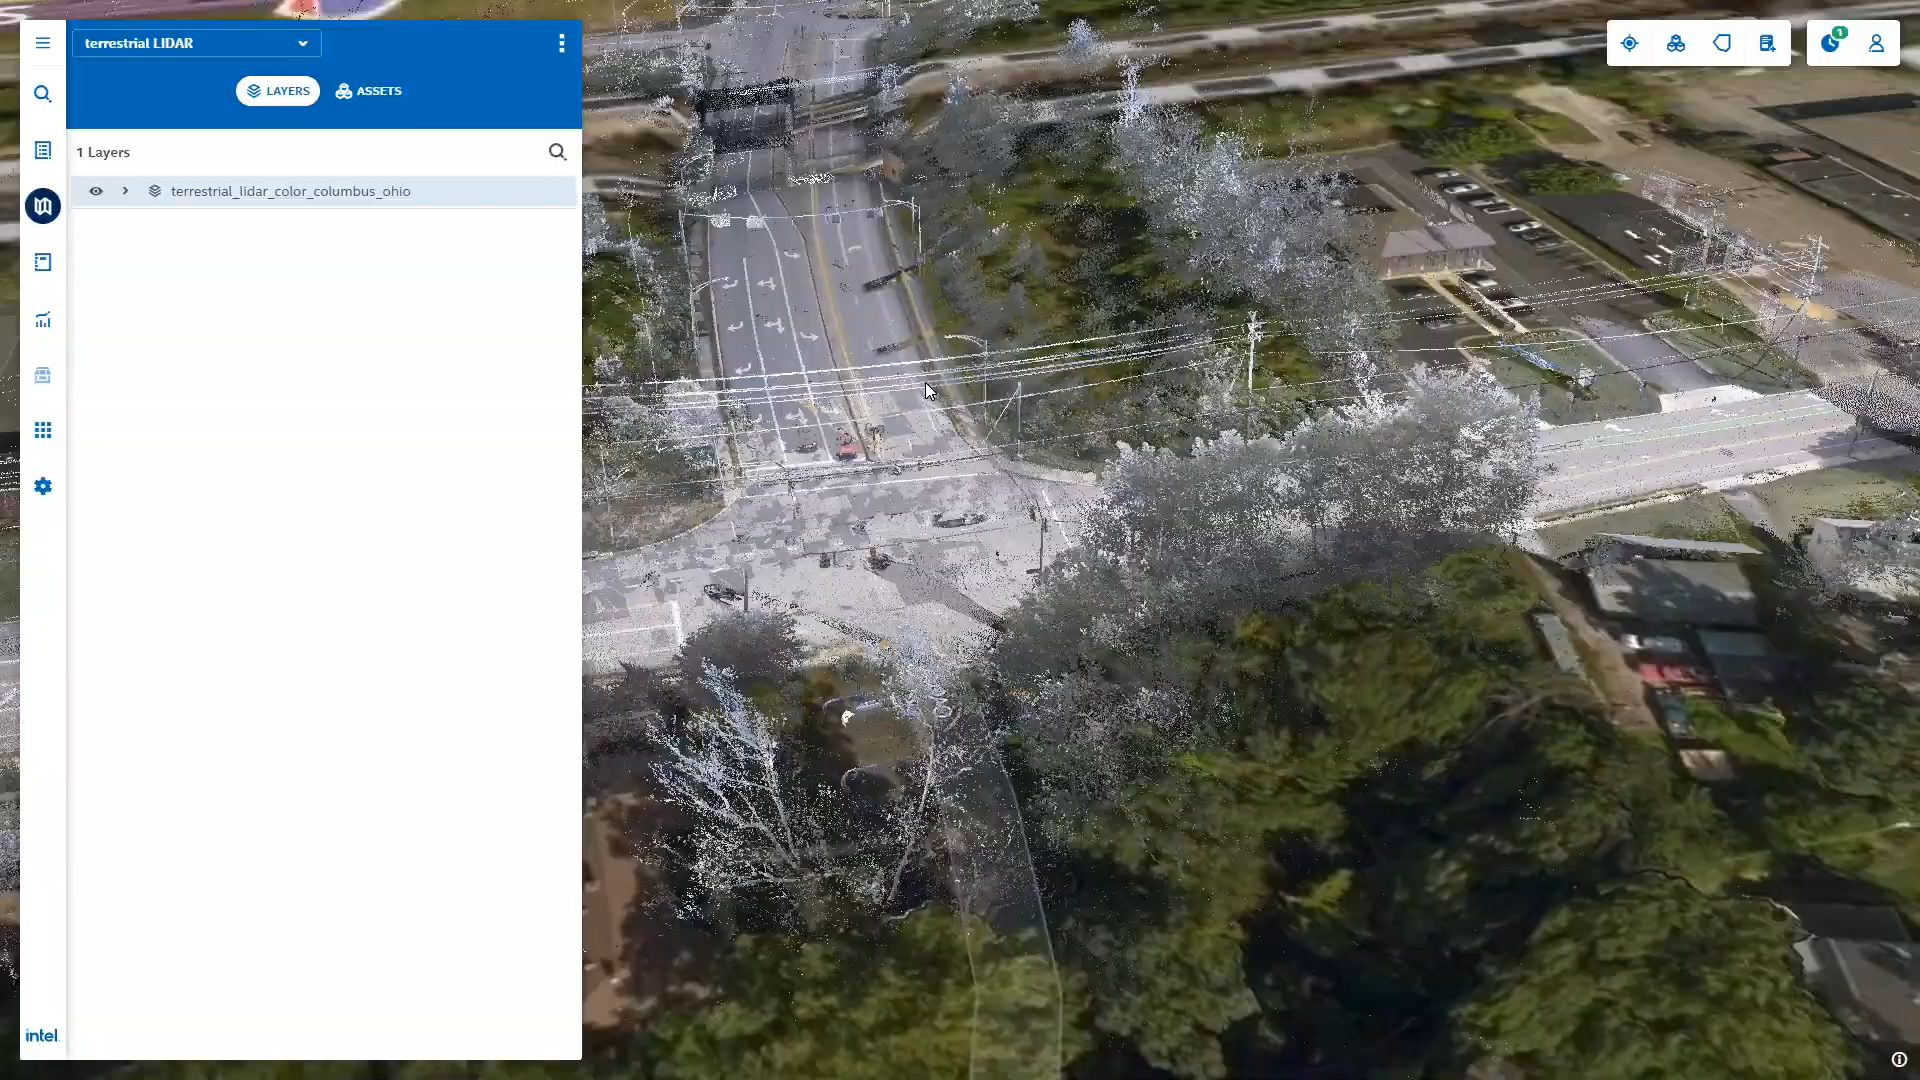 terrestrial LIDAR
LAYERS
ASSETS
1 Layers
terrestrial_lidar_color_columbus_ohio
1
intel.